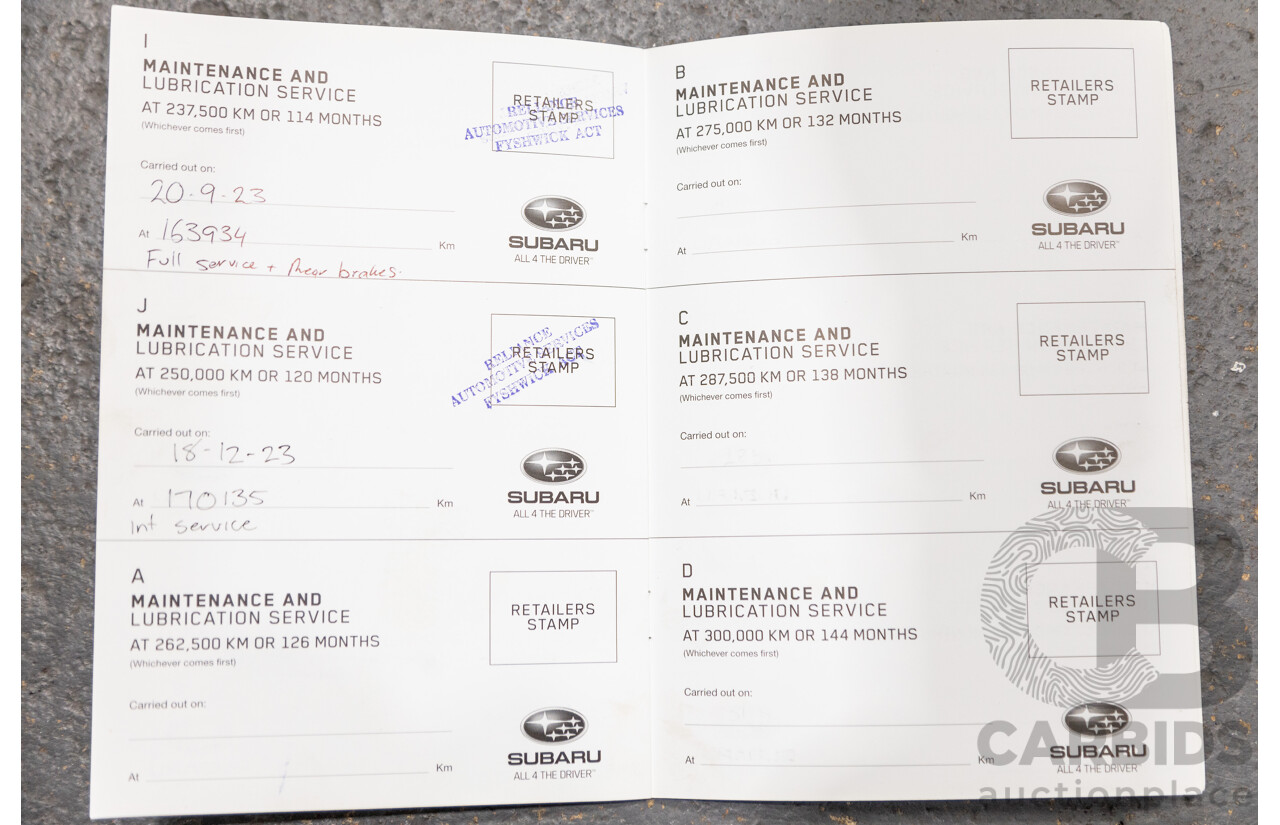 I
MAINTENANCE AND
LUBRICATION SERVICE
AT 237,500 KM OR 114 MONTHS
(Whichever comes first)
RETAILERS
STAMP
RELIANCE
AUTOMOTIVE SERVICES
FYSHWICK ACT
Carried out on:
20-9-23
At 163934 Km
Full service + Rear brakes.
SUBARU
ALL 4 THE DRIVER™
J
MAINTENANCE AND
LUBRICATION SERVICE
AT 250,000 KM OR 120 MONTHS
(Whichever comes first)
RETAILERS
STAMP
RELIANCE
AUTOMOTIVE SERVICES
FYSHWICK ACT
Carried out on:
18-12-23
At 170135 Km
Int service
SUBARU
ALL 4 THE DRIVER™
A
MAINTENANCE AND
LUBRICATION SERVICE
AT 262,500 KM OR 126 MONTHS
(Whichever comes first)
RETAILERS
STAMP
Carried out on:
At Km
SUBARU
ALL 4 THE DRIVER™
B
MAINTENANCE AND
LUBRICATION SERVICE
AT 275,000 KM OR 132 MONTHS
(Whichever comes first)
RETAILERS
STAMP
Carried out on:
At Km
SUBARU
ALL 4 THE DRIVER™
C
MAINTENANCE AND
LUBRICATION SERVICE
AT 287,500 KM OR 138 MONTHS
(Whichever comes first)
RETAILERS
STAMP
Carried out on:
At Km
SUBARU
ALL 4 THE DRIVER™
D
MAINTENANCE AND
LUBRICATION SERVICE
AT 300,000 KM OR 144 MONTHS
(Whichever comes first)
RETAILERS
STAMP
Carried out on:
At Km
SUBARU
ALL 4 THE DRIVER
CB
CARBIDS
auctionplace